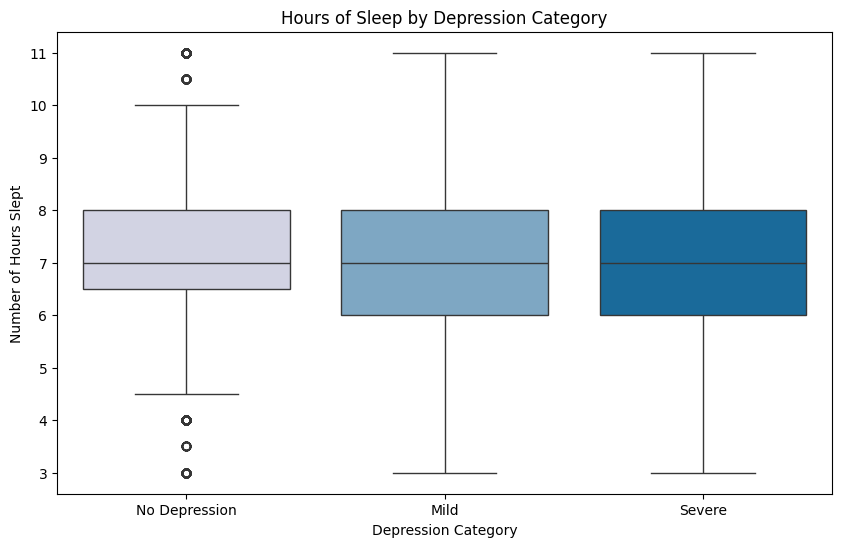 Hours of Sleep by Depression Category
Number of Hours Slept
11
10
9
8
7
6
5
4
3
No Depression
Mild
Severe
Depression Category